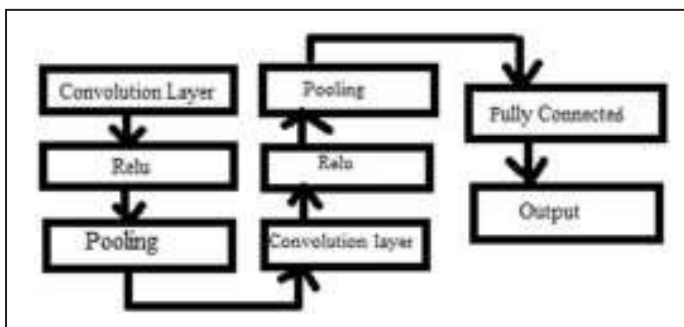 Convolution Layer
Relu
Pooling
Convolution layer
Relu
Pooling
Fully Connected
Output